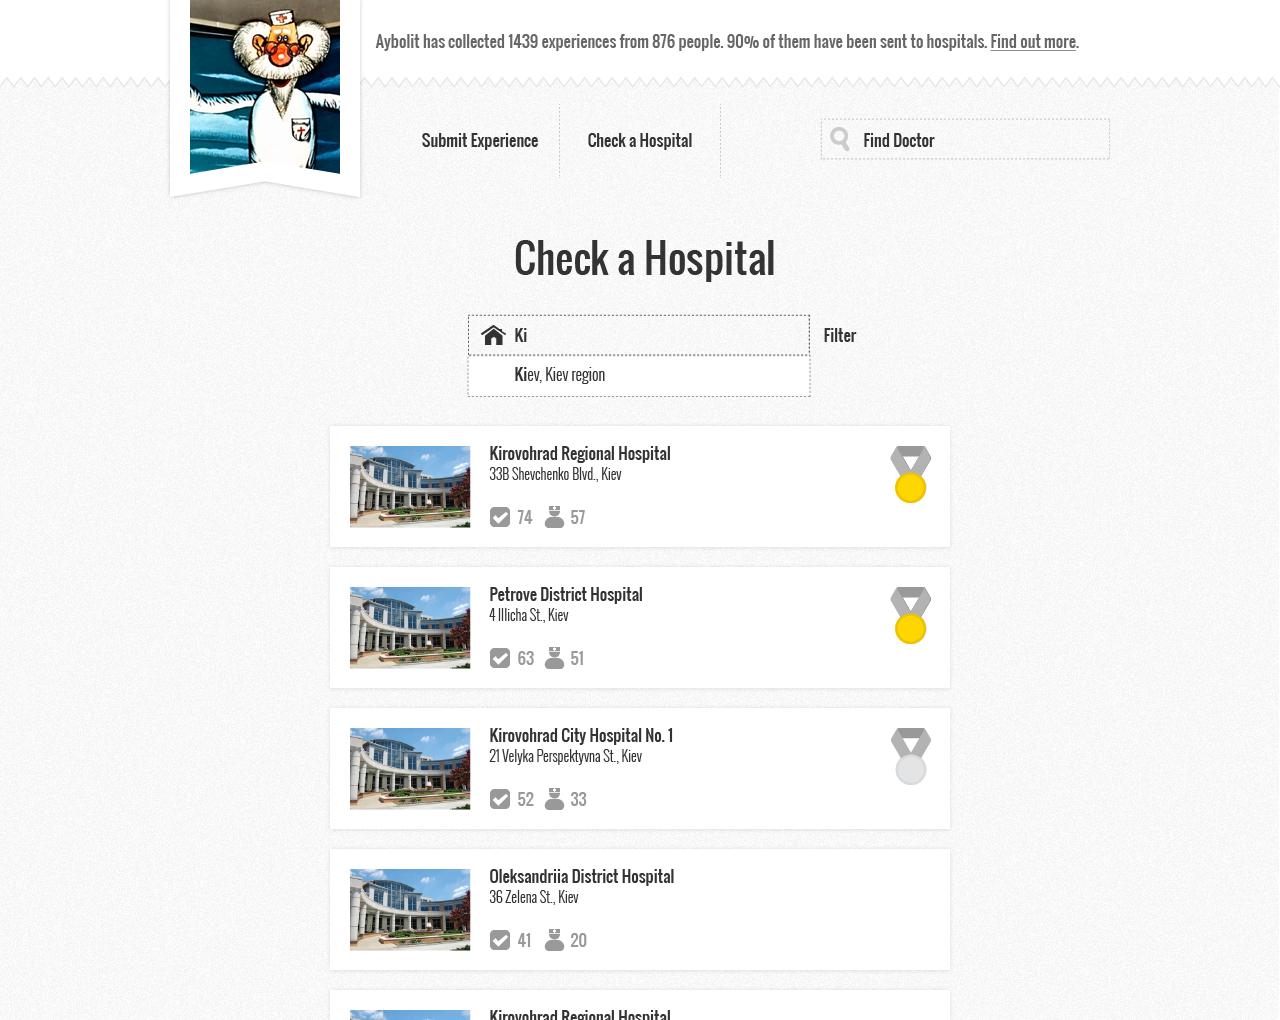 Aybolit has collected 1439 experiences from 876 people. 90% of them have been sent to hospitals. Find out more.
Submit Experience
Check a Hospital
Find Doctor
Check a Hospital
Ki
Filter
Kiev, Kiev region
Kirovohrad Regional Hospital
33B Shevchenko Blvd., Kiev
74 57
Petrove District Hospital
4 Illicha St., Kiev
63 51
Kirovohrad City Hospital No. 1
21 Velyka Perspektyvna St., Kiev
52 33
Oleksandriia District Hospital
36 Zelena St., Kiev
41 20
Kirovohrad Regional Hospital